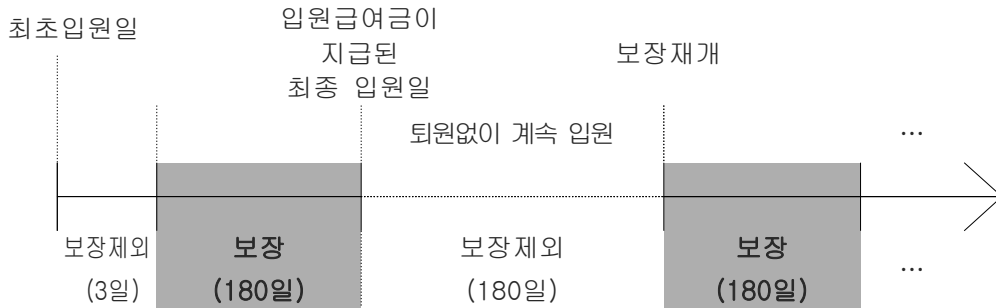 최초입원일
입원급여금이
지급된
최종 입원일
보장재개
퇴원없이 계속 입원
...
보장제외
(3일)
보장
(180일)
보장제외
(180일)
보장
(180일)
...